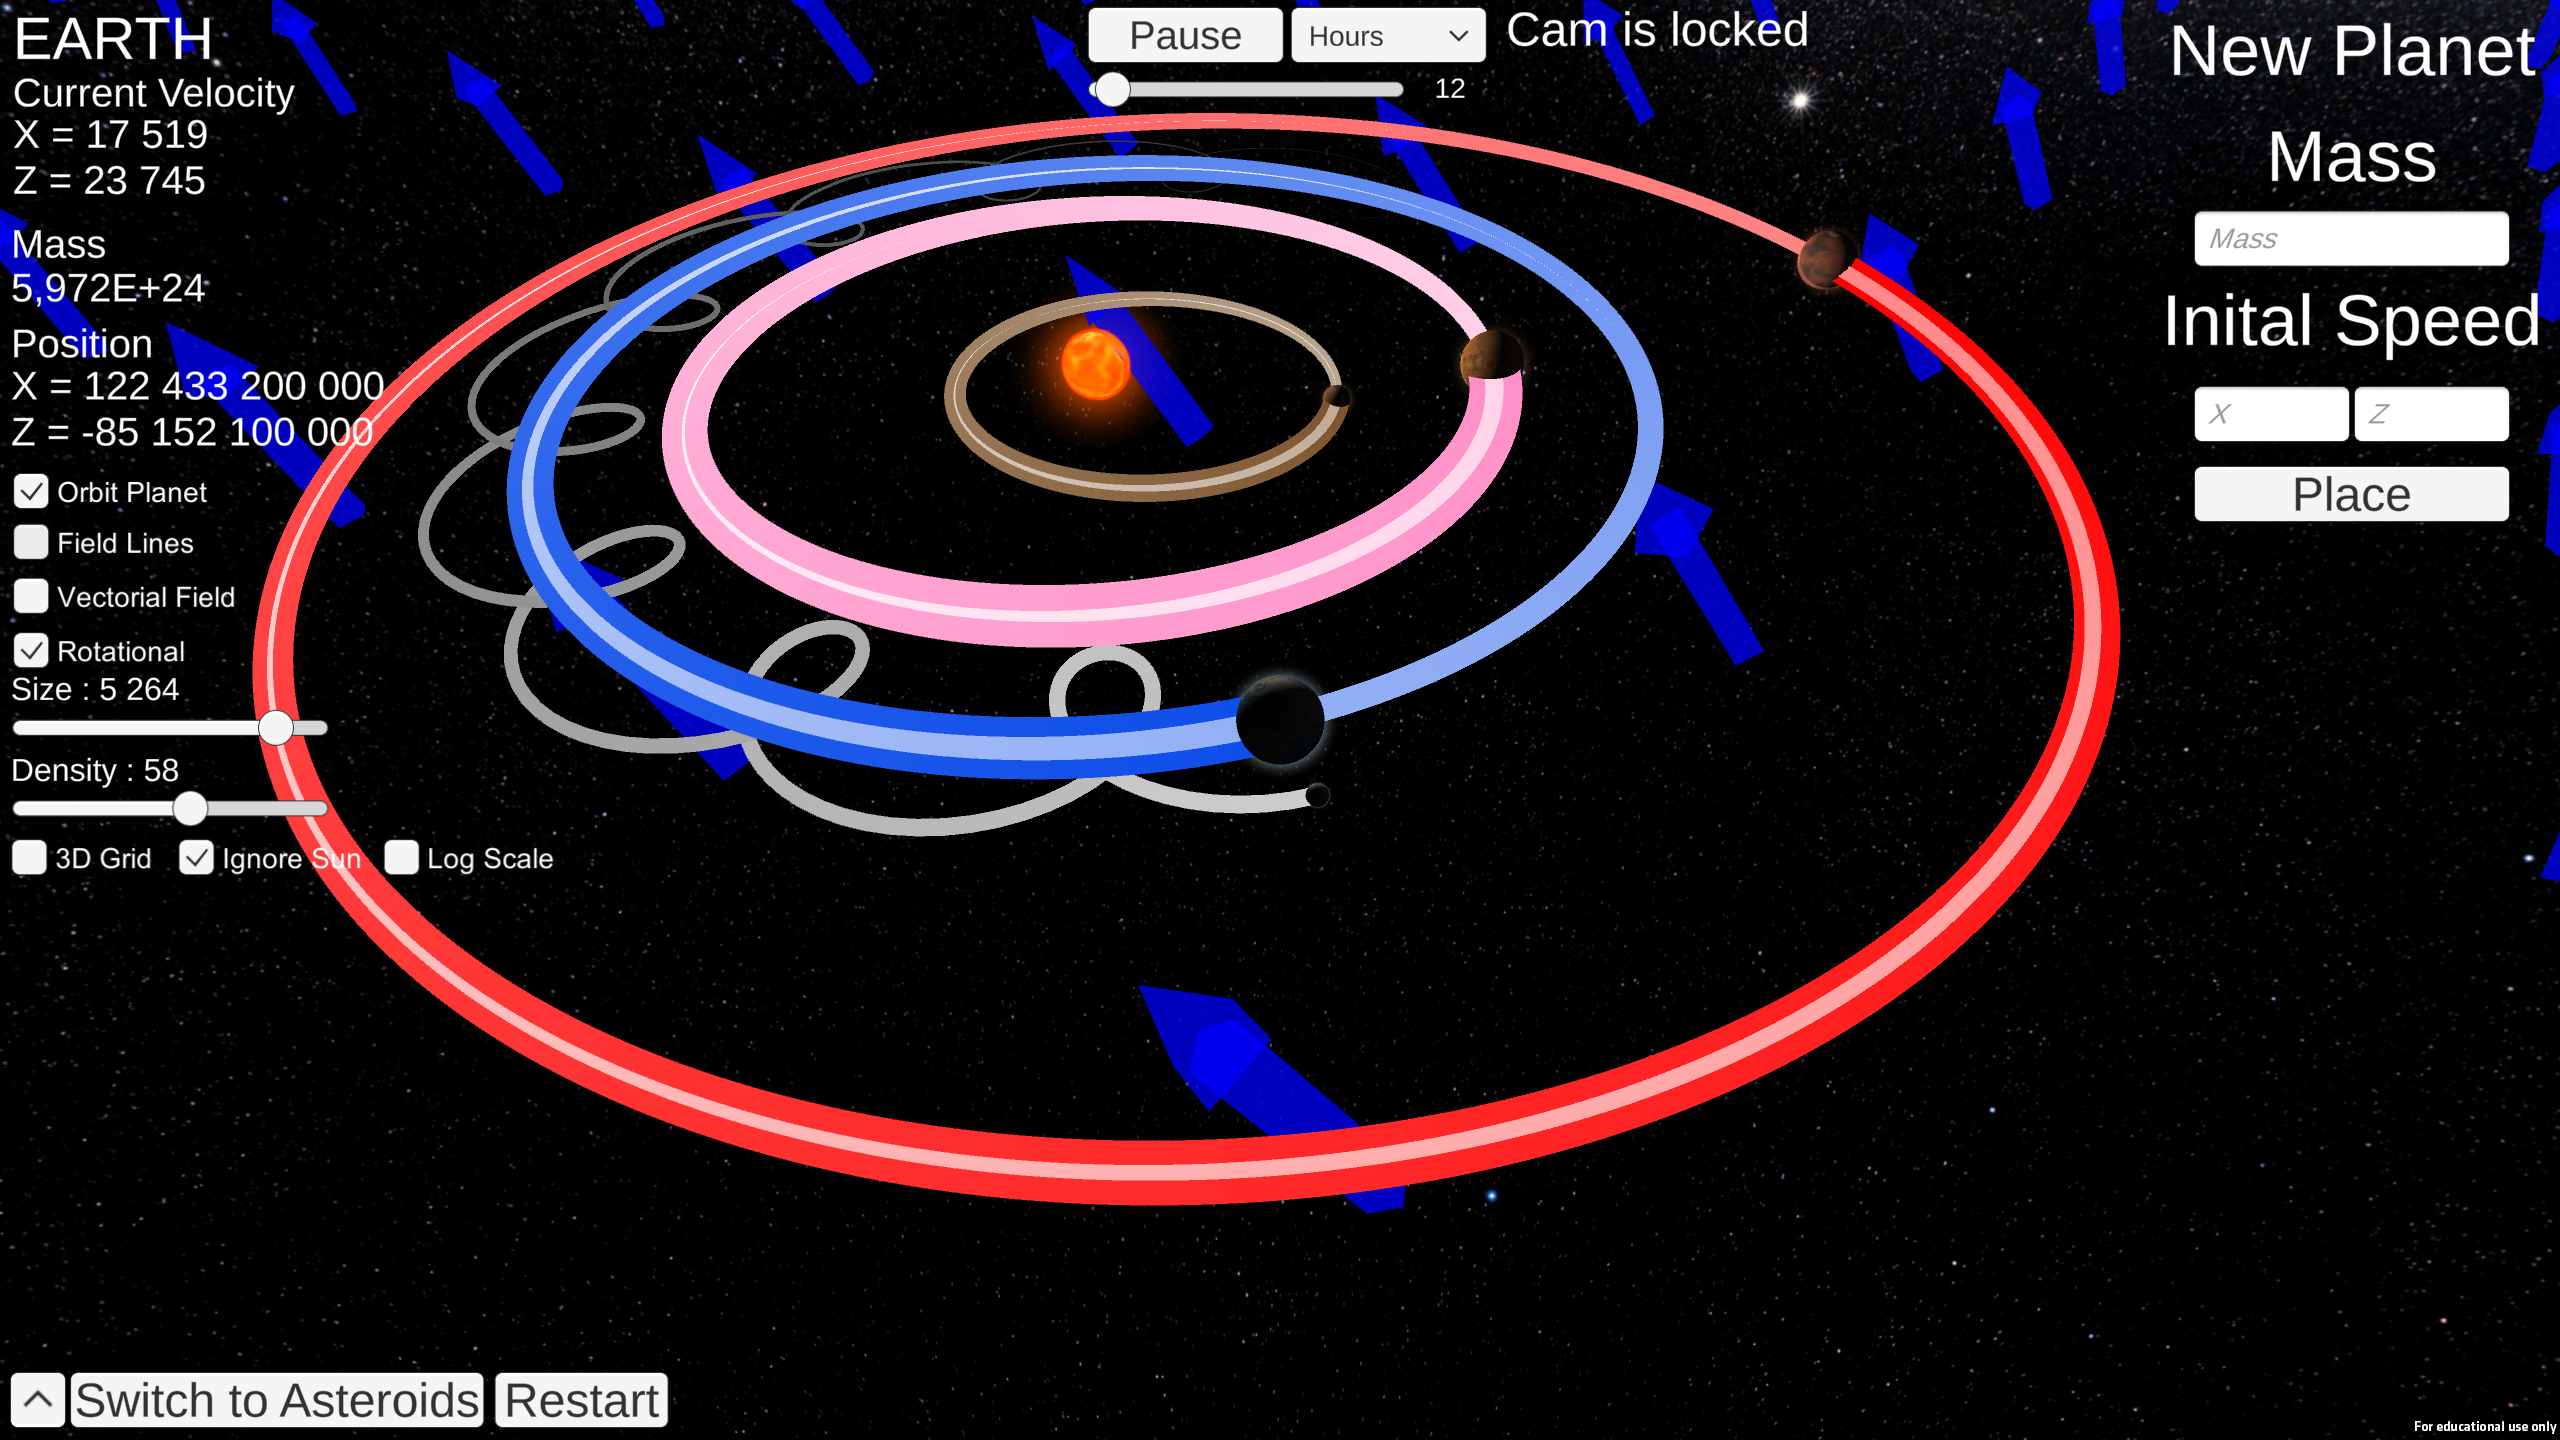 EARTH
Current Velocity
X = 17 519
Z = 23 745
Mass
5,972E+24
Position
X = 122 433 200 000
Z = -85 152 100 000
Orbit Planet
Field Lines
Vectorial Field
Rotational
Size : 5 264
Density : 58
3D Grid
Ignore Sun
Log Scale
Pause
Hours
Cam is locked
12
New Planet
Mass
Mass
Inital Speed
X
Z
Place
Switch to Asteroids
Restart
For educational use only